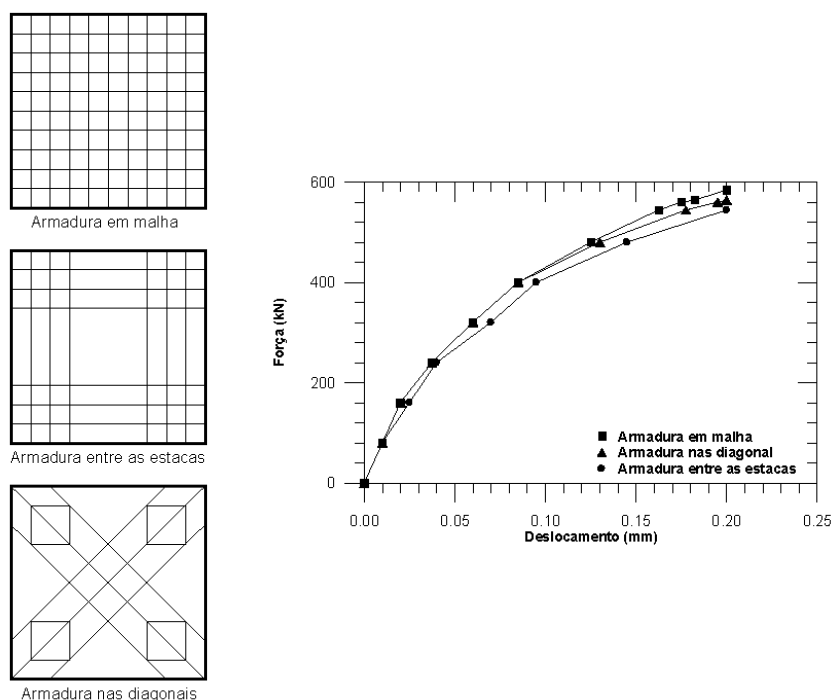 Armadura em malha
Armadura entre as estacas
Armadura nas diagonais
Força (kN)
600
400
200
0
0.00 0.05 0.10 0.15 0.20 0.25
Deslocamento (mm)
Armadura em malha
Armadura nas diagonal
Armadura entre as estacas